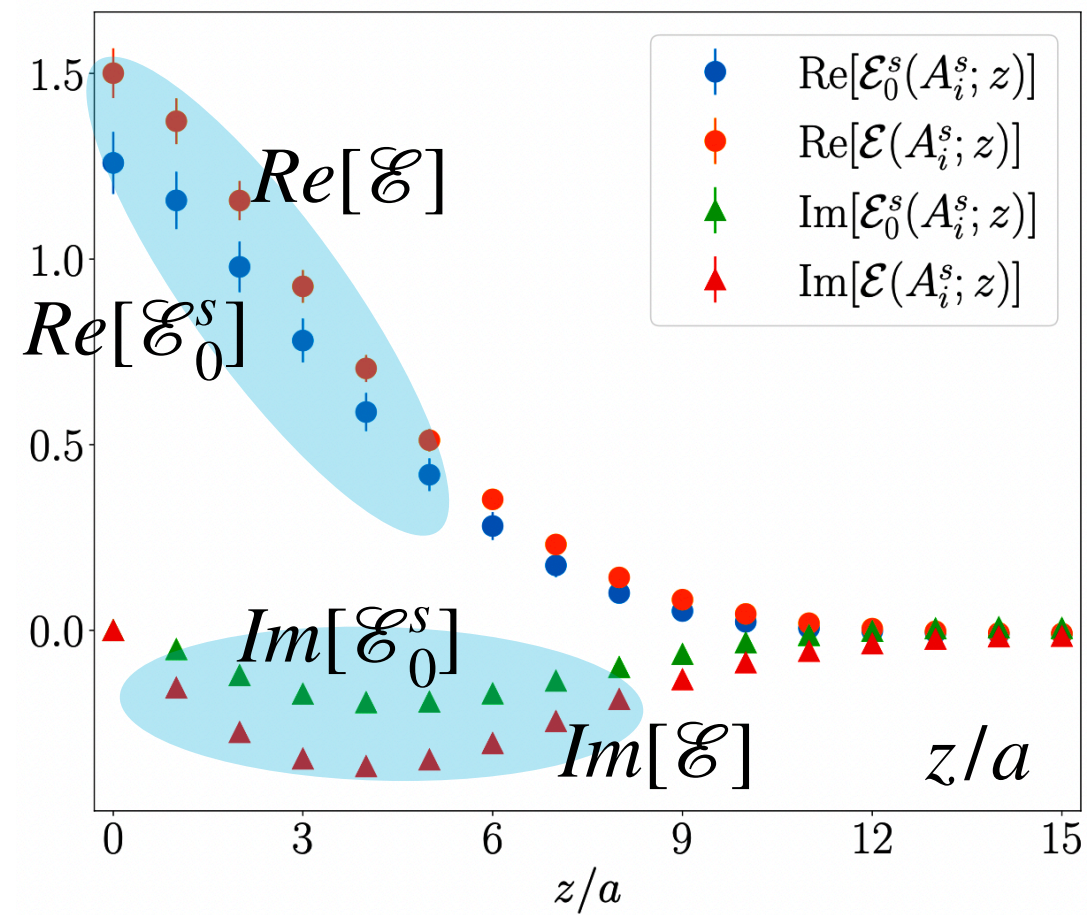 1.5
1.0
0.5
0.0
Re[ℰ]
Re[ℰ₀ˢ]
Im[ℰ₀ˢ]
Im[ℰ]
z/a
Re[ℰ₀ˢ(Aᵢˢ; z)]
Re[ℰ(Aᵢˢ; z)]
Im[ℰ₀ˢ(Aᵢˢ; z)]
Im[ℰ(Aᵢˢ; z)]
0 3 6 9 12 15
z/a